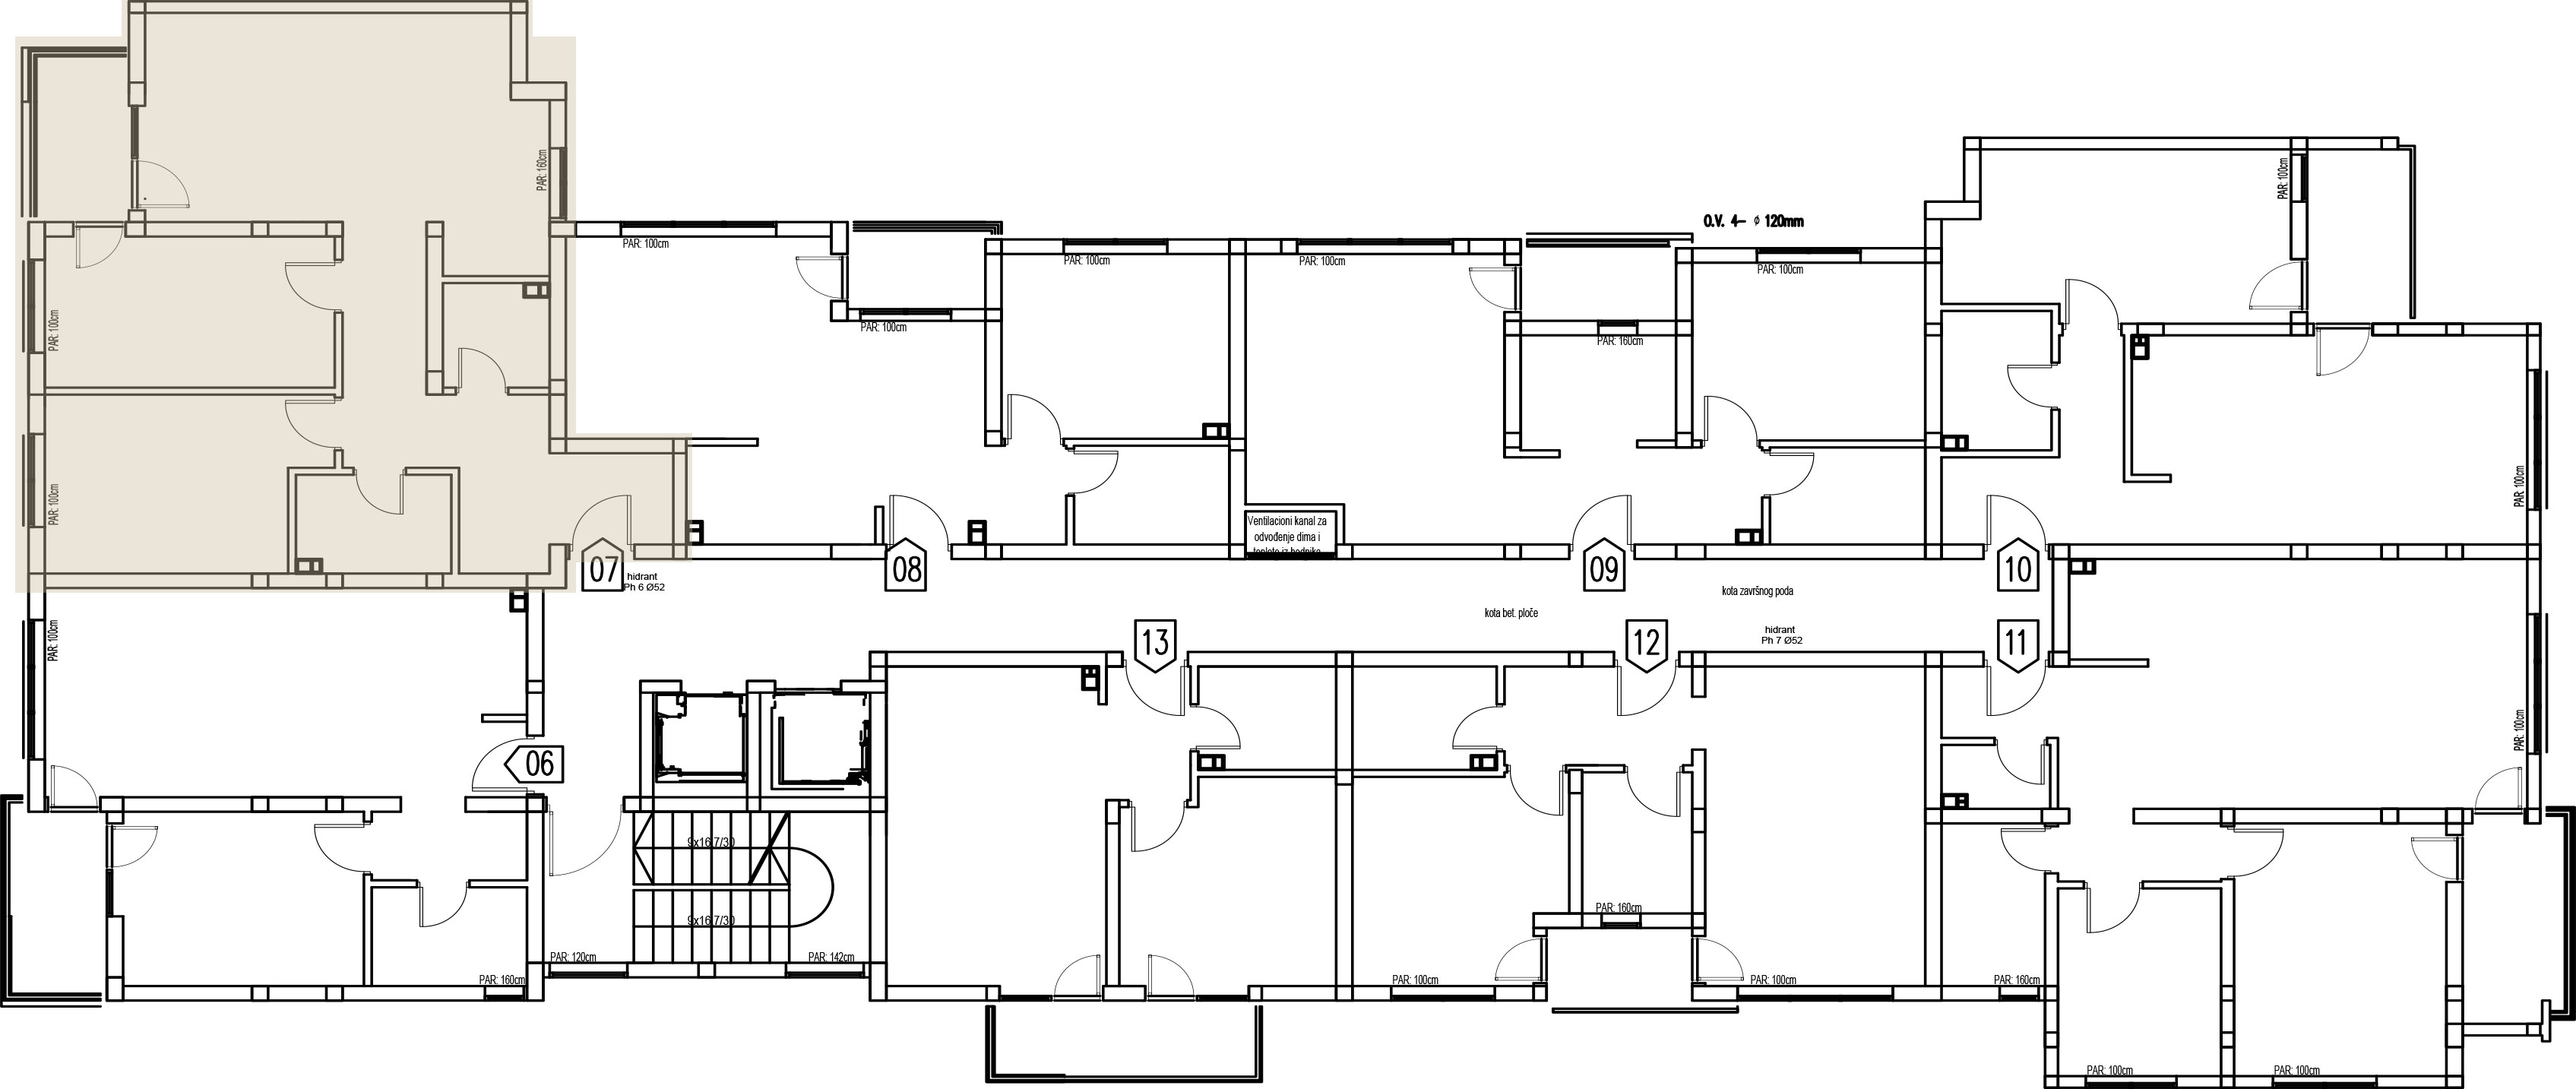 PAR: 160cm
PAR: 100cm
O.V. 4- ϕ 120mm
PAR: 100cm
PAR: 100cm
PAR: 100cm
PAR: 100cm
PAR: 100cm
PAR: 100cm
PAR: 160cm
PAR: 100cm
PAR: 100cm
Ventilacioni kanal za
odvođenje dima i
toplote iz hodnika
07
08
09
10
hidrant
Ph 6 Ø52
kota završnog poda
kota bet. ploče
PAR: 100cm
13
12
11
hidrant
Ph 7 Ø52
PAR: 100cm
06
9x16.7/30
9x16.7/30
PAR: 160cm
PAR: 120cm
PAR: 142cm
PAR: 160cm
PAR: 100cm
PAR: 100cm
PAR: 160cm
PAR: 100cm
PAR: 100cm